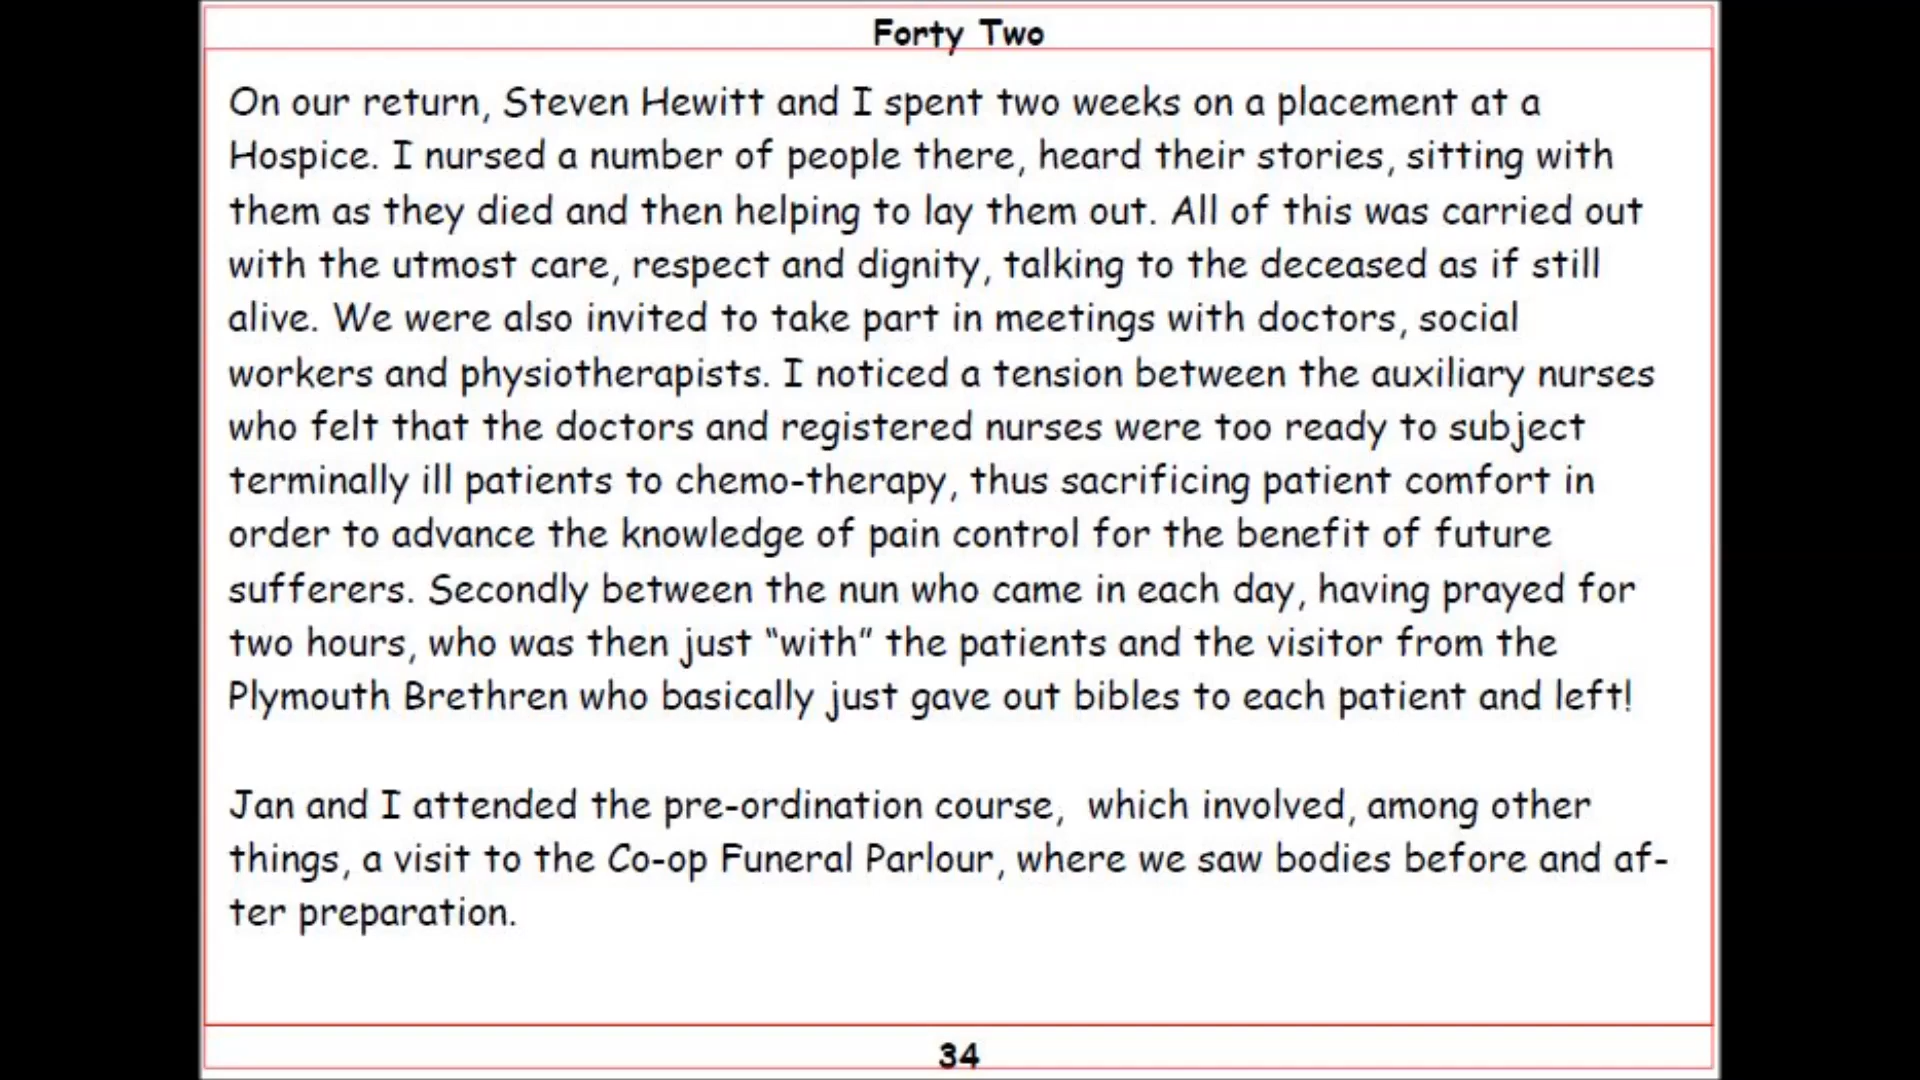 Forty Two
On our return, Steven Hewitt and I spent two weeks on a placement at a
Hospice. I nursed a number of people there, heard their stories, sitting with
them as they died and then helping to lay them out. All of this was carried out
with the utmost care, respect and dignity, talking to the deceased as if still
alive. We were also invited to take part in meetings with doctors, social
workers and physiotherapists. I noticed a tension between the auxiliary nurses
who felt that the doctors and registered nurses were too ready to subject
terminally ill patients to chemo-therapy, thus sacrificing patient comfort in
order to advance the knowledge of pain control for the benefit of future
sufferers. Secondly between the nun who came in each day, having prayed for
two hours, who was then just “with” the patients and the visitor from the
Plymouth Brethren who basically just gave out bibles to each patient and left!
Jan and I attended the pre-ordination course,  which involved, among other
things, a visit to the Co-op Funeral Parlour, where we saw bodies before and af-
ter preparation.
34